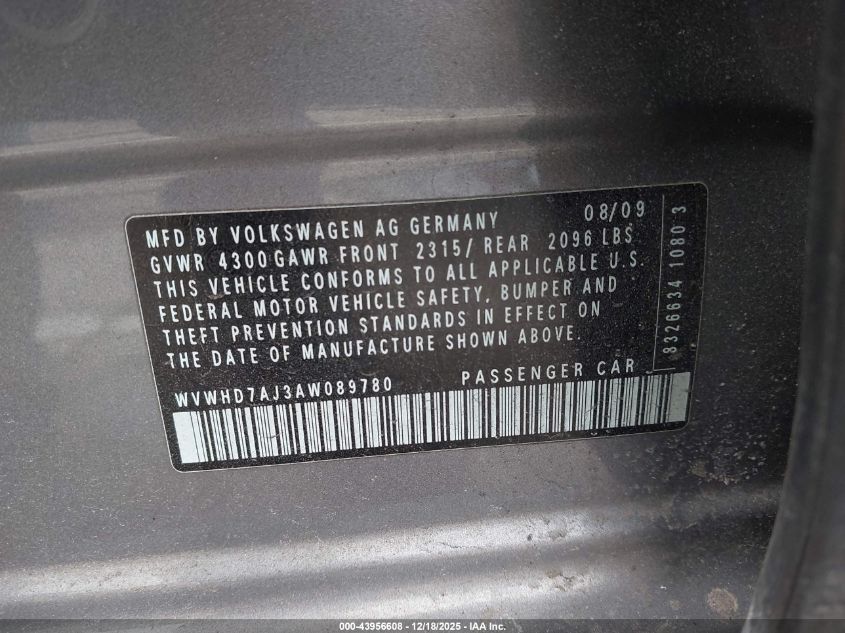 MFD BY VOLKSWAGEN AG GERMANY 08/09
GVWR 4300 GAWR FRONT 2315/ REAR 2096 LBS
THIS VEHICLE CONFORMS TO ALL APPLICABLE U.S.
FEDERAL MOTOR VEHICLE SAFETY, BUMPER AND
THEFT PREVENTION STANDARDS IN EFFECT ON
THE DATE OF MANUFACTURE SHOWN ABOVE.
WVWHD7AJ3AW089780 PASSENGER CAR
8326634 1080 3
000-43956608 - 12/18/2025 - IAA Inc.